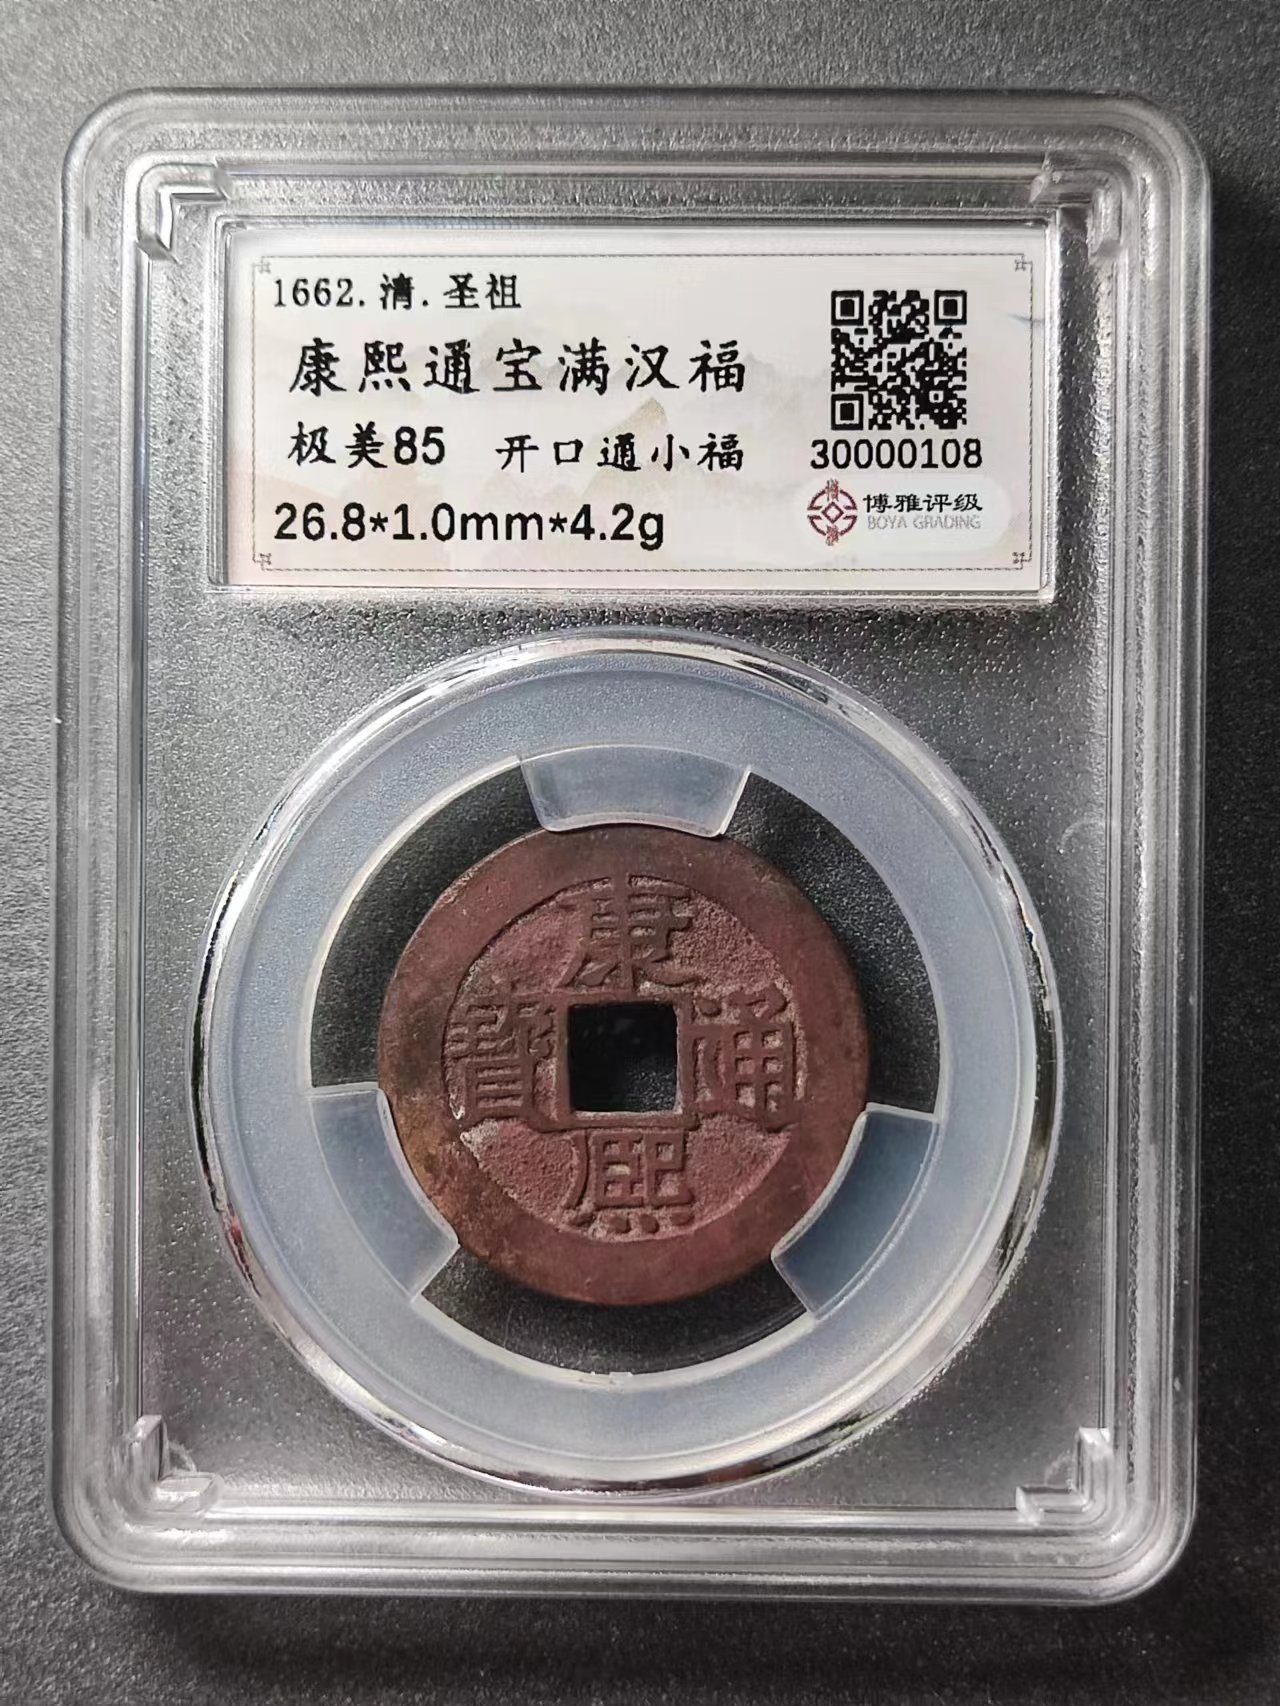 1662.清.圣祖
康熙通宝满汉福
极美85 开口通小福
26.8*1.0mm*4.2g
30000108
博雅评级
BOYA GRADING
康
寶 通
熙